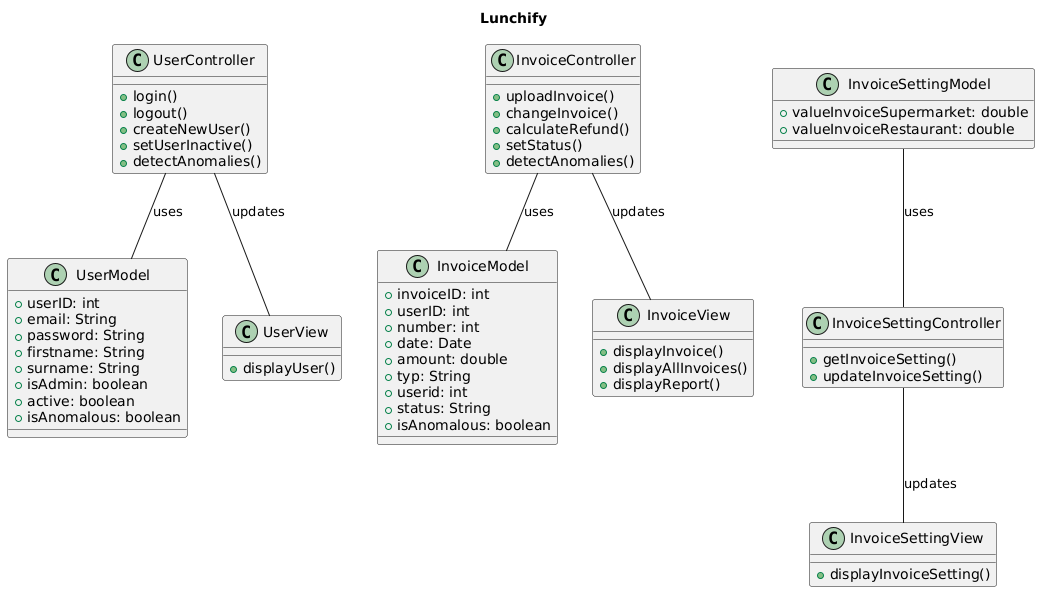 Lunchify
C UserController
login()
logout()
createNewUser()
setUserInactive()
detectAnomalies()
C InvoiceController
uploadInvoice()
changeInvoice()
calculateRefund()
setStatus()
detectAnomalies()
C InvoiceSettingModel
valueInvoiceSupermarket: double
valueInvoiceRestaurant: double
uses
updates
uses
updates
uses
C UserModel
userID: int
email: String
password: String
firstname: String
surname: String
isAdmin: boolean
active: boolean
isAnomalous: boolean
C UserView
displayUser()
C InvoiceModel
invoiceID: int
userID: int
number: int
date: Date
amount: double
typ: String
userid: int
status: String
isAnomalous: boolean
C InvoiceView
displayInvoice()
displayAllInvoices()
displayReport()
C InvoiceSettingController
getInvoiceSetting()
updateInvoiceSetting()
updates
C InvoiceSettingView
displayInvoiceSetting()